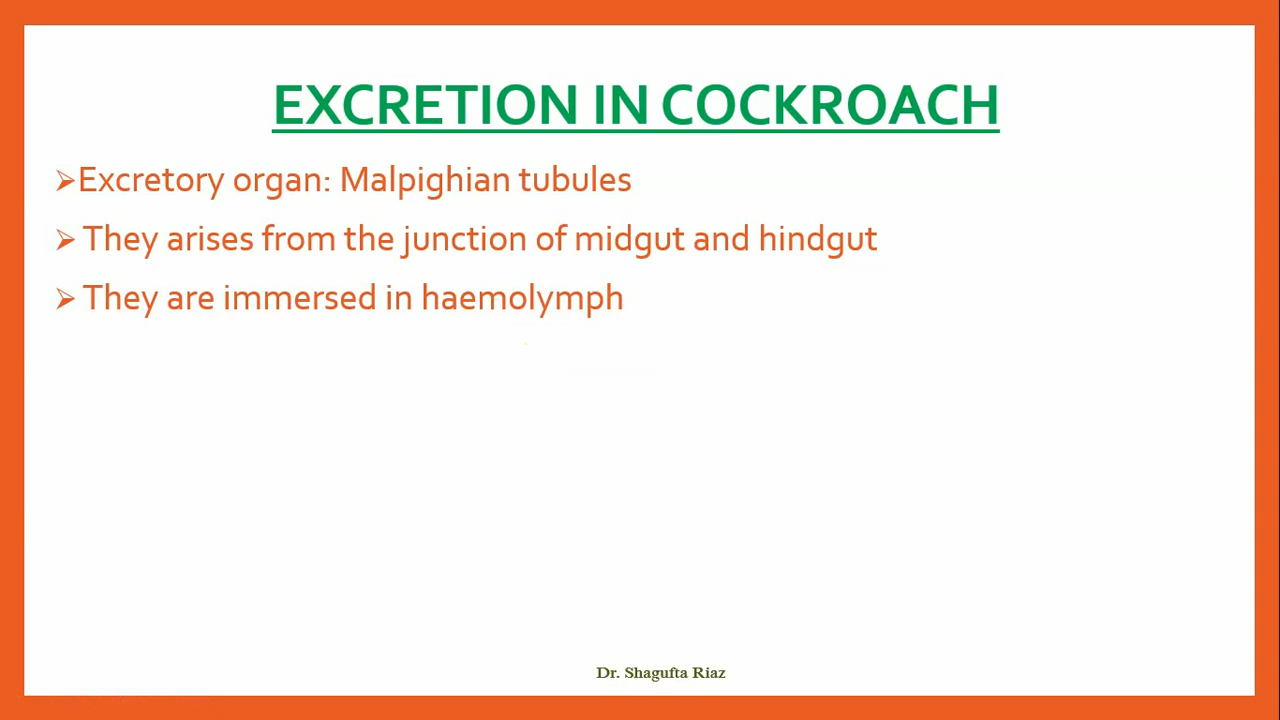 EXCRETION IN COCKROACH
➢Excretory organ: Malpighian tubules
➢ They arises from the junction of midgut and hindgut
➢ They are immersed in haemolymph
Dr. Shagufta Riaz